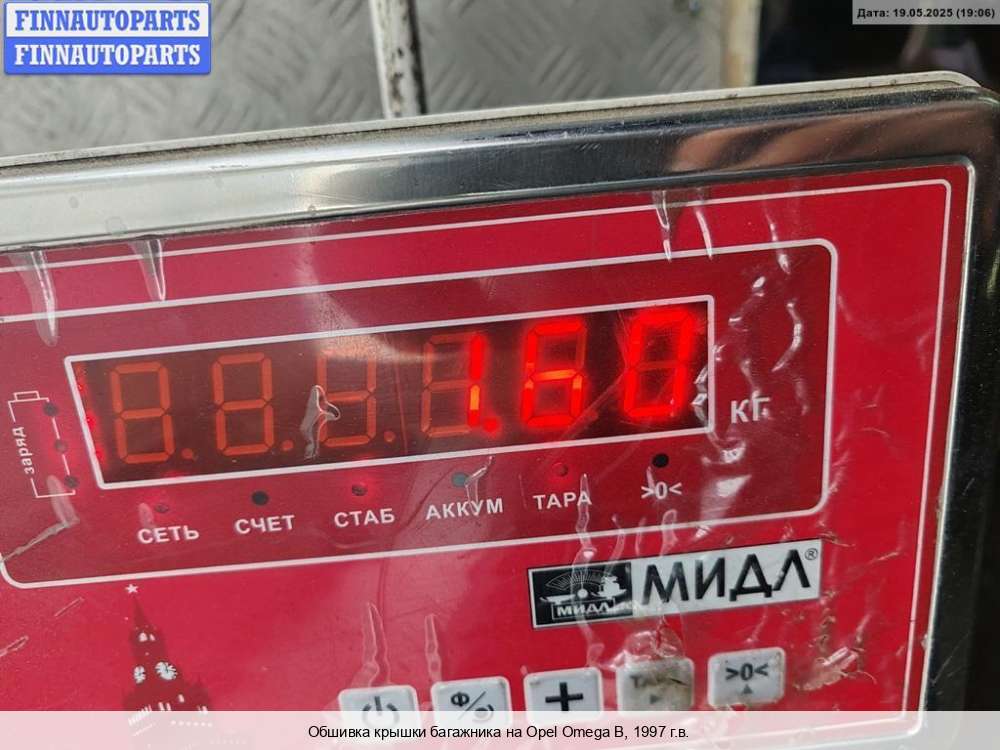 FINNAUTOPARTS
FINNAUTOPARTS
Дата: 19.05.2025 (19:06)
1.60
кг
заряд
СЕТЬ СЧЕТ СТАБ АККУМ ТАРА >0<
МИДЛ МИДЛ®
Ф/ + >0<
Обшивка крышки багажника на Opel Omega B, 1997 г.в.